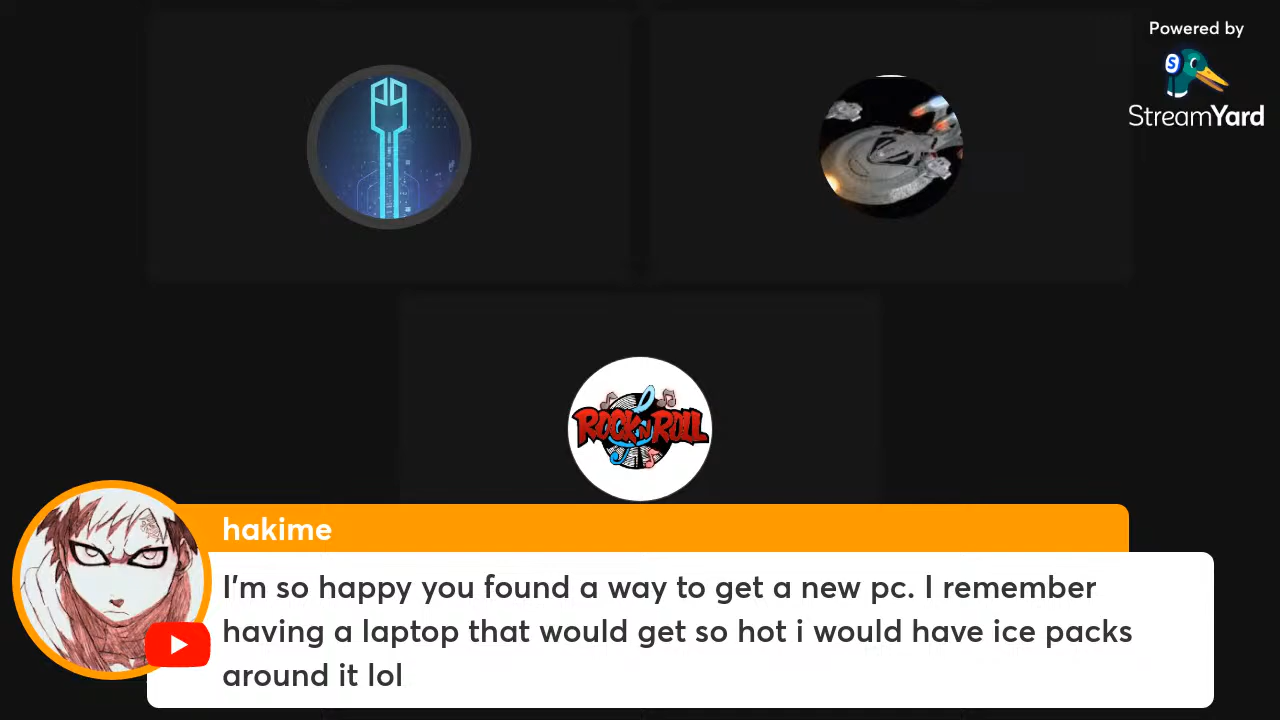 Powered by
S
StreamYard
ROCK N ROLL
hakime
I'm so happy you found a way to get a new pc. I remember
having a laptop that would get so hot i would have ice packs
around it lol